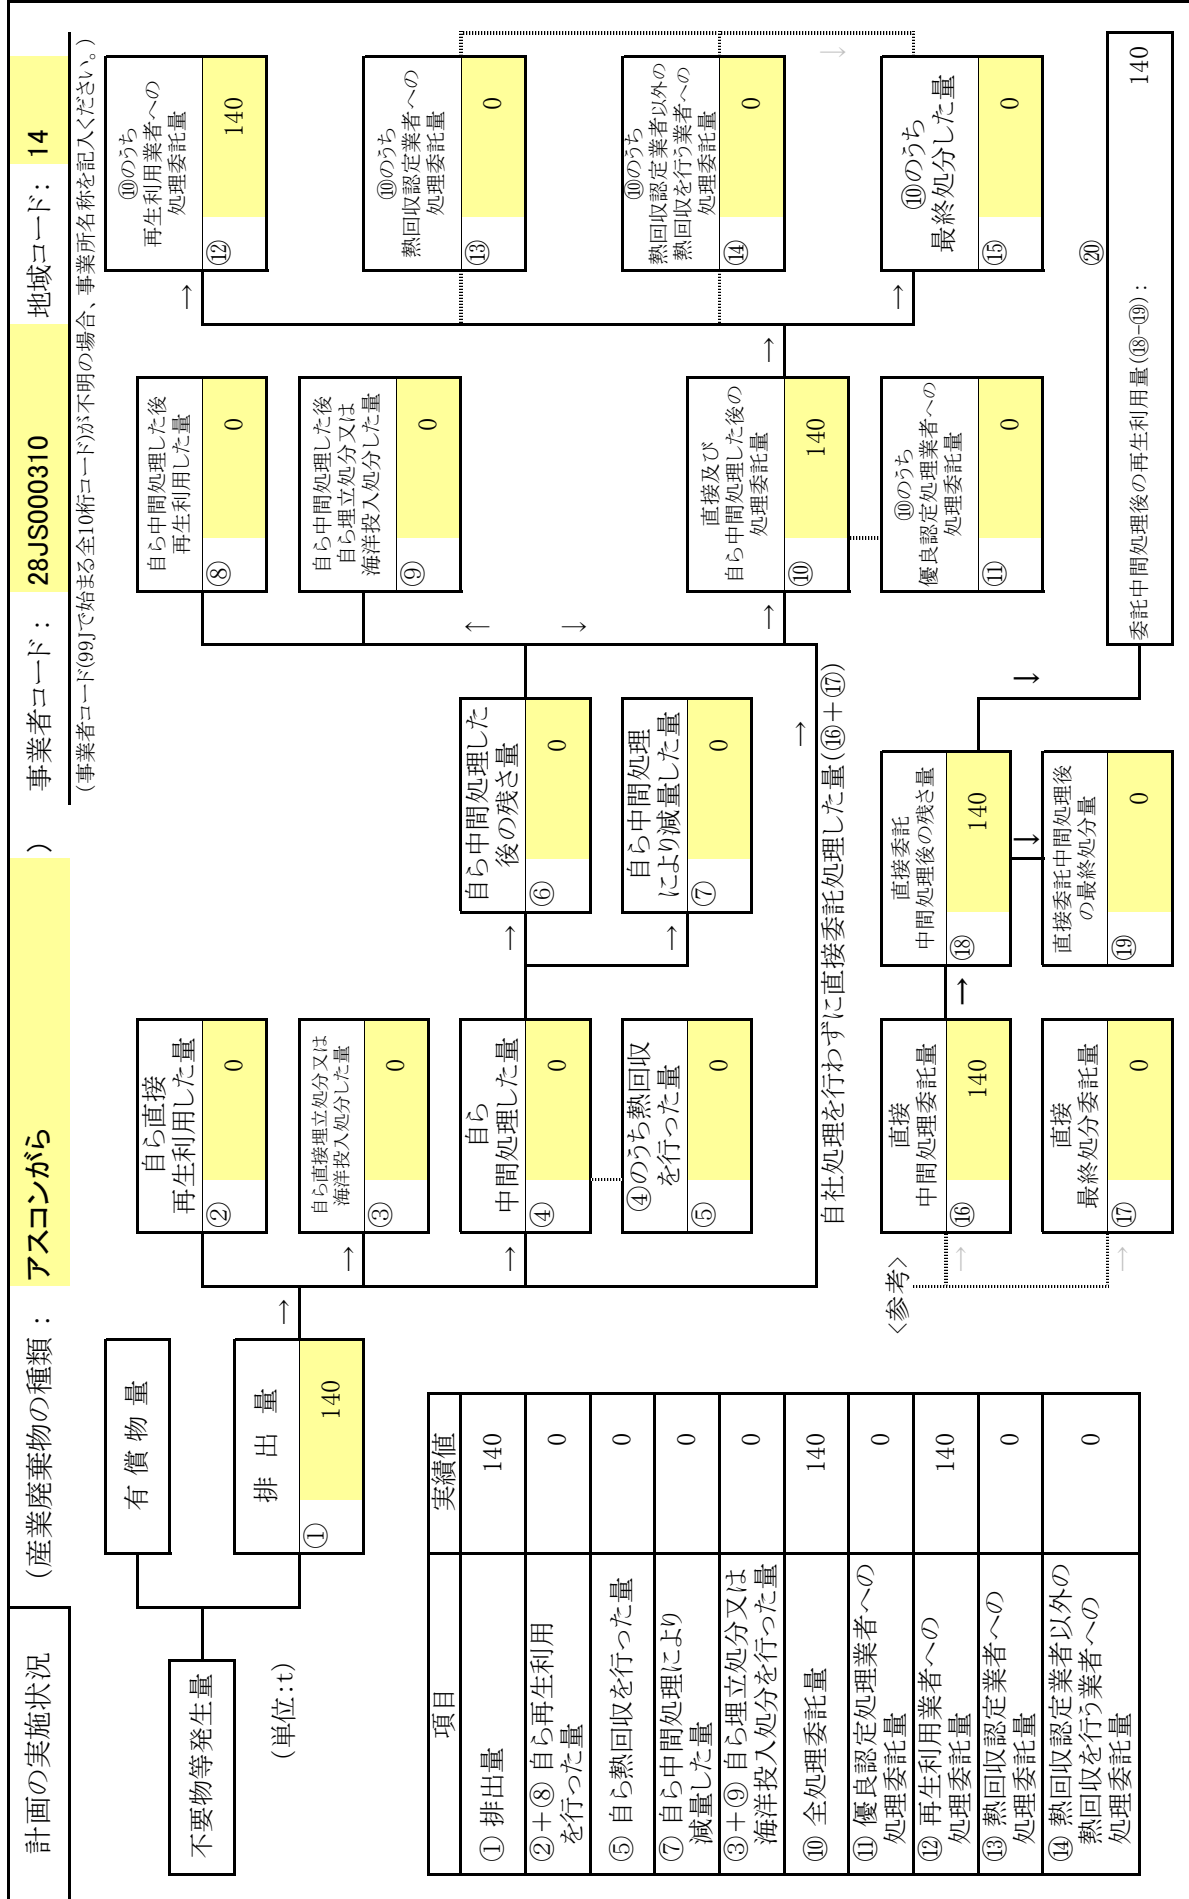 計画の実施状況
(産業廃棄物の種類： アスコンがら )
事業者コード： 28JS000310 地域コード： 14
(事業者コード(99Jで始まる全10桁コード)が不明の場合、事業所名称を記入ください。)
不要物等発生量
(単位：t)
有 償 物 量
排 出 量
① 140
→
自ら直接
再生利用した量
② 0
→
自ら直接埋立処分又は
海洋投入処分した量
③ 0
→
自ら
中間処理した量
④ 0
④のうち熱回収
を行った量
⑤ 0
→
自ら中間処理した
後の残さ量
⑥ 0
→
自ら中間処理
により減量した量
⑦ 0
自ら中間処理した後
再生利用した量
⑧ 0
自ら中間処理した後
自ら埋立処分又は
海洋投入処分した量
⑨ 0
↑
↓
→
直接及び
自ら中間処理した後の
処理委託量
⑩ 140
⑩のうち
優良認定処理業者への
処理委託量
⑪ 0
→
→
⑩のうち
再生利用業者への
処理委託量
⑫ 140
⑩のうち
熱回収認定業者への
処理委託量
⑬ 0
⑩のうち
熱回収認定業者以外の
熱回収を行う業者への
処理委託量
⑭ 0
↓
→
⑩のうち
最終処分した量
⑮ 0
→
自社処理を行わずに直接委託処理した量(⑯＋⑰)
<参考>
→
直接
中間処理委託量
⑯ 140
→
直接
最終処分委託量
⑰ 0
→
直接委託
中間処理後の残さ量
⑱ 140
↓
直接委託中間処理後
の最終処分量
⑲ 0
↓
⑳
委託中間処理後の再生利用量(⑱-⑲)： 140
項目 実績値
① 排出量 140
②＋⑧ 自ら再生利用
を行った量 0
⑤ 自ら熱回収を行った量 0
⑦ 自ら中間処理により
減量した量 0
③＋⑨ 自ら埋立処分又は
海洋投入処分を行った量 0
⑩ 全処理委託量 140
⑪ 優良認定処理業者への
処理委託量 0
⑫ 再生利用業者への
処理委託量 140
⑬ 熱回収認定業者への
処理委託量 0
⑭ 熱回収認定業者以外の
熱回収を行う業者への
処理委託量 0